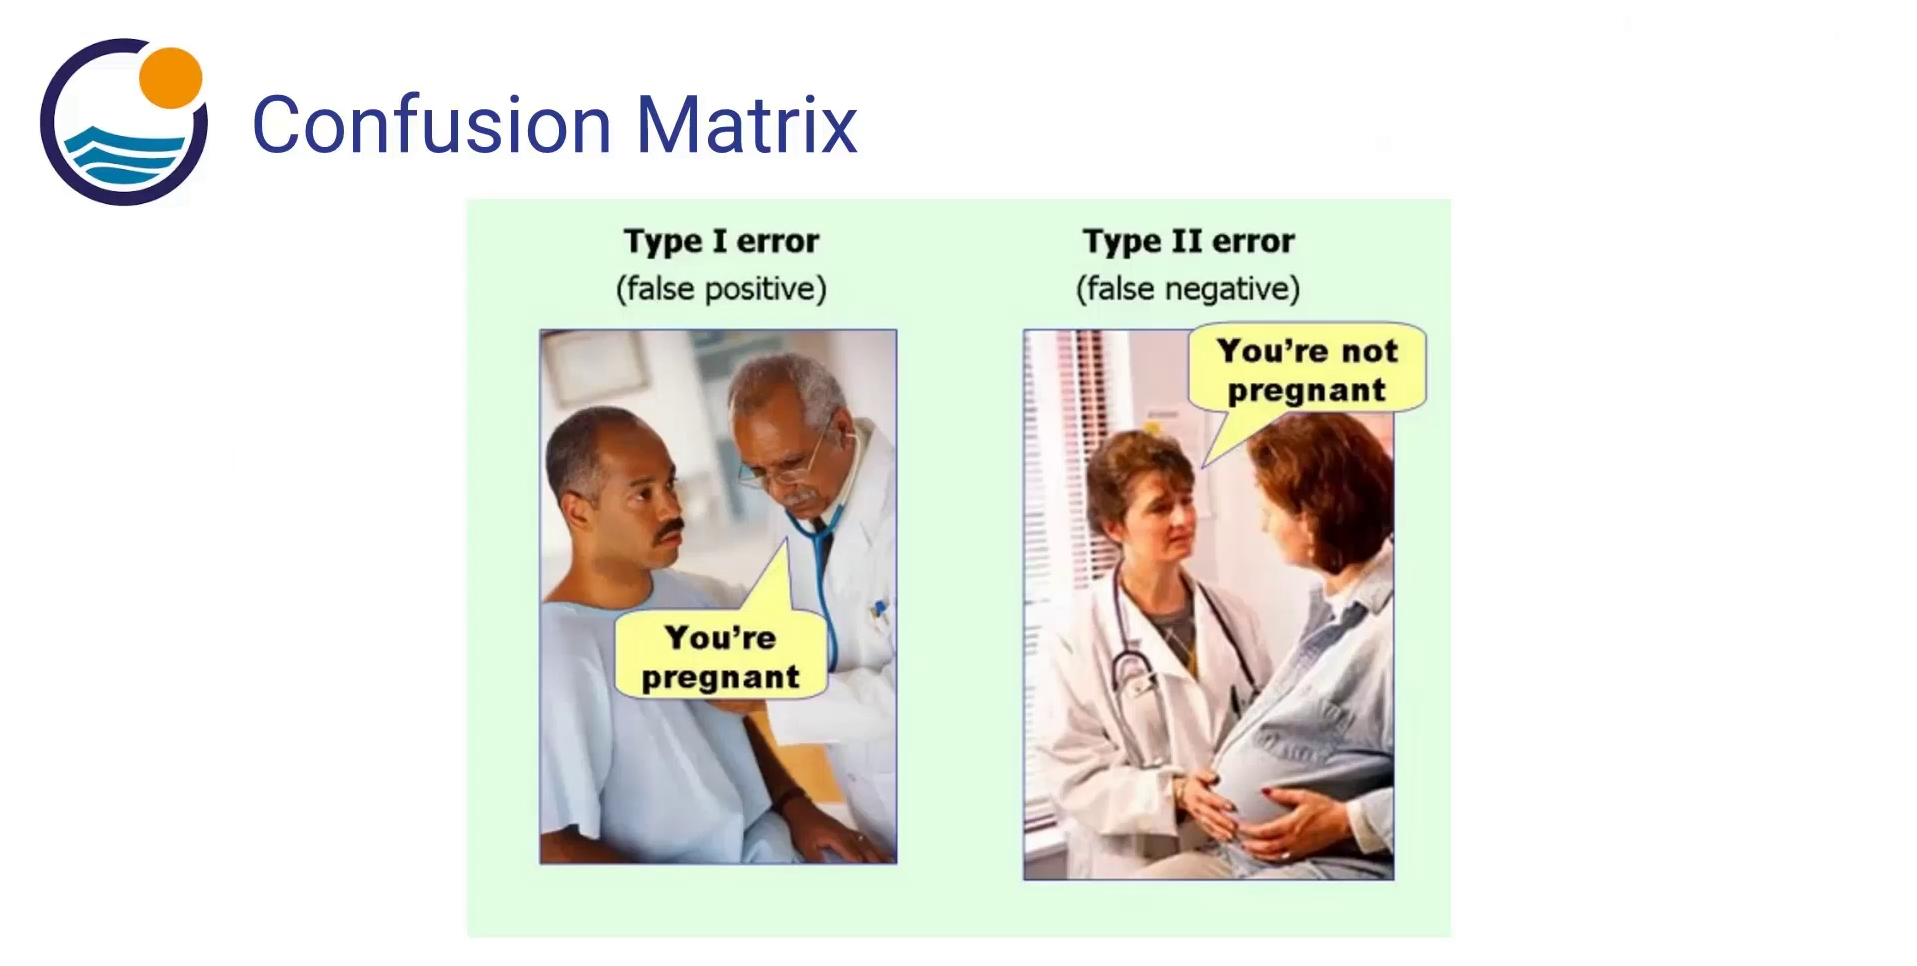 Confusion Matrix
Type I error
(false positive)
You're
pregnant
Type II error
(false negative)
You're not
pregnant